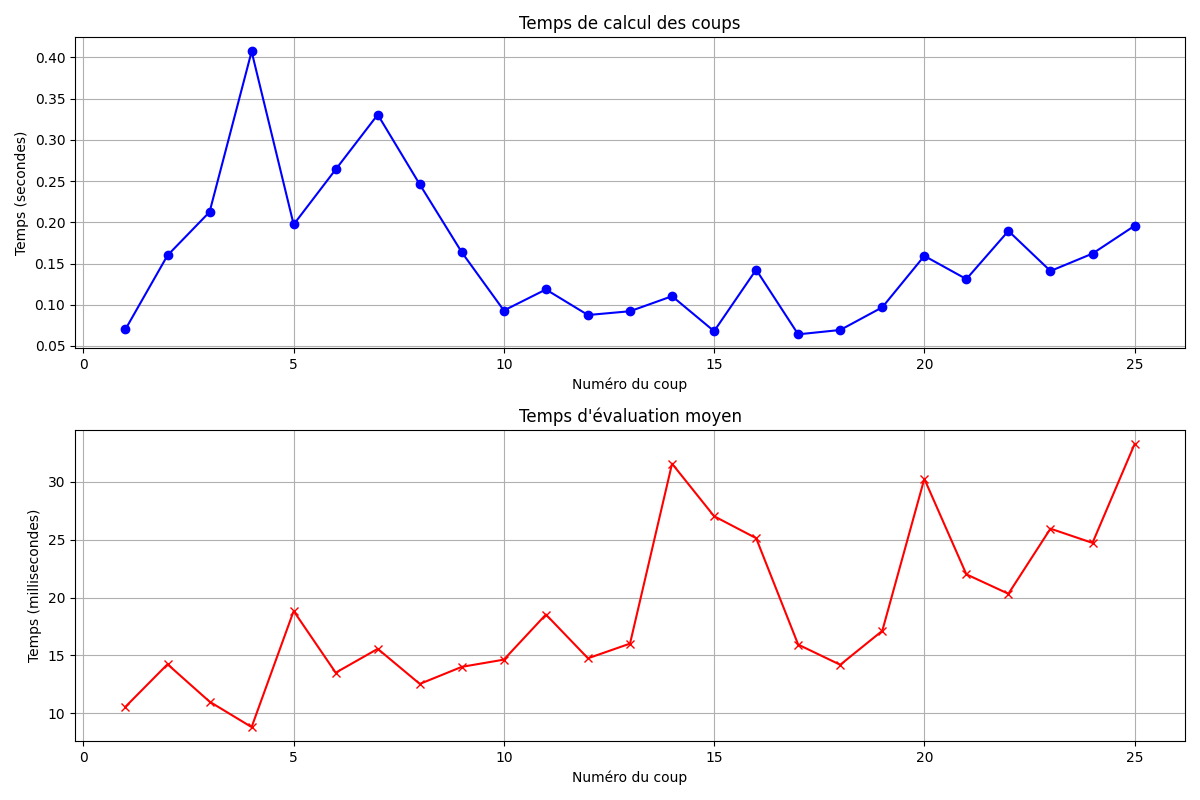 Temps de calcul des coups
0.40
0.35
0.30
0.25
0.20
0.15
0.10
0.05
Temps (secondes)
0 5 10 15 20 25
Numéro du coup
Temps d'évaluation moyen
30
25
20
15
10
Temps (millisecondes)
0 5 10 15 20 25
Numéro du coup